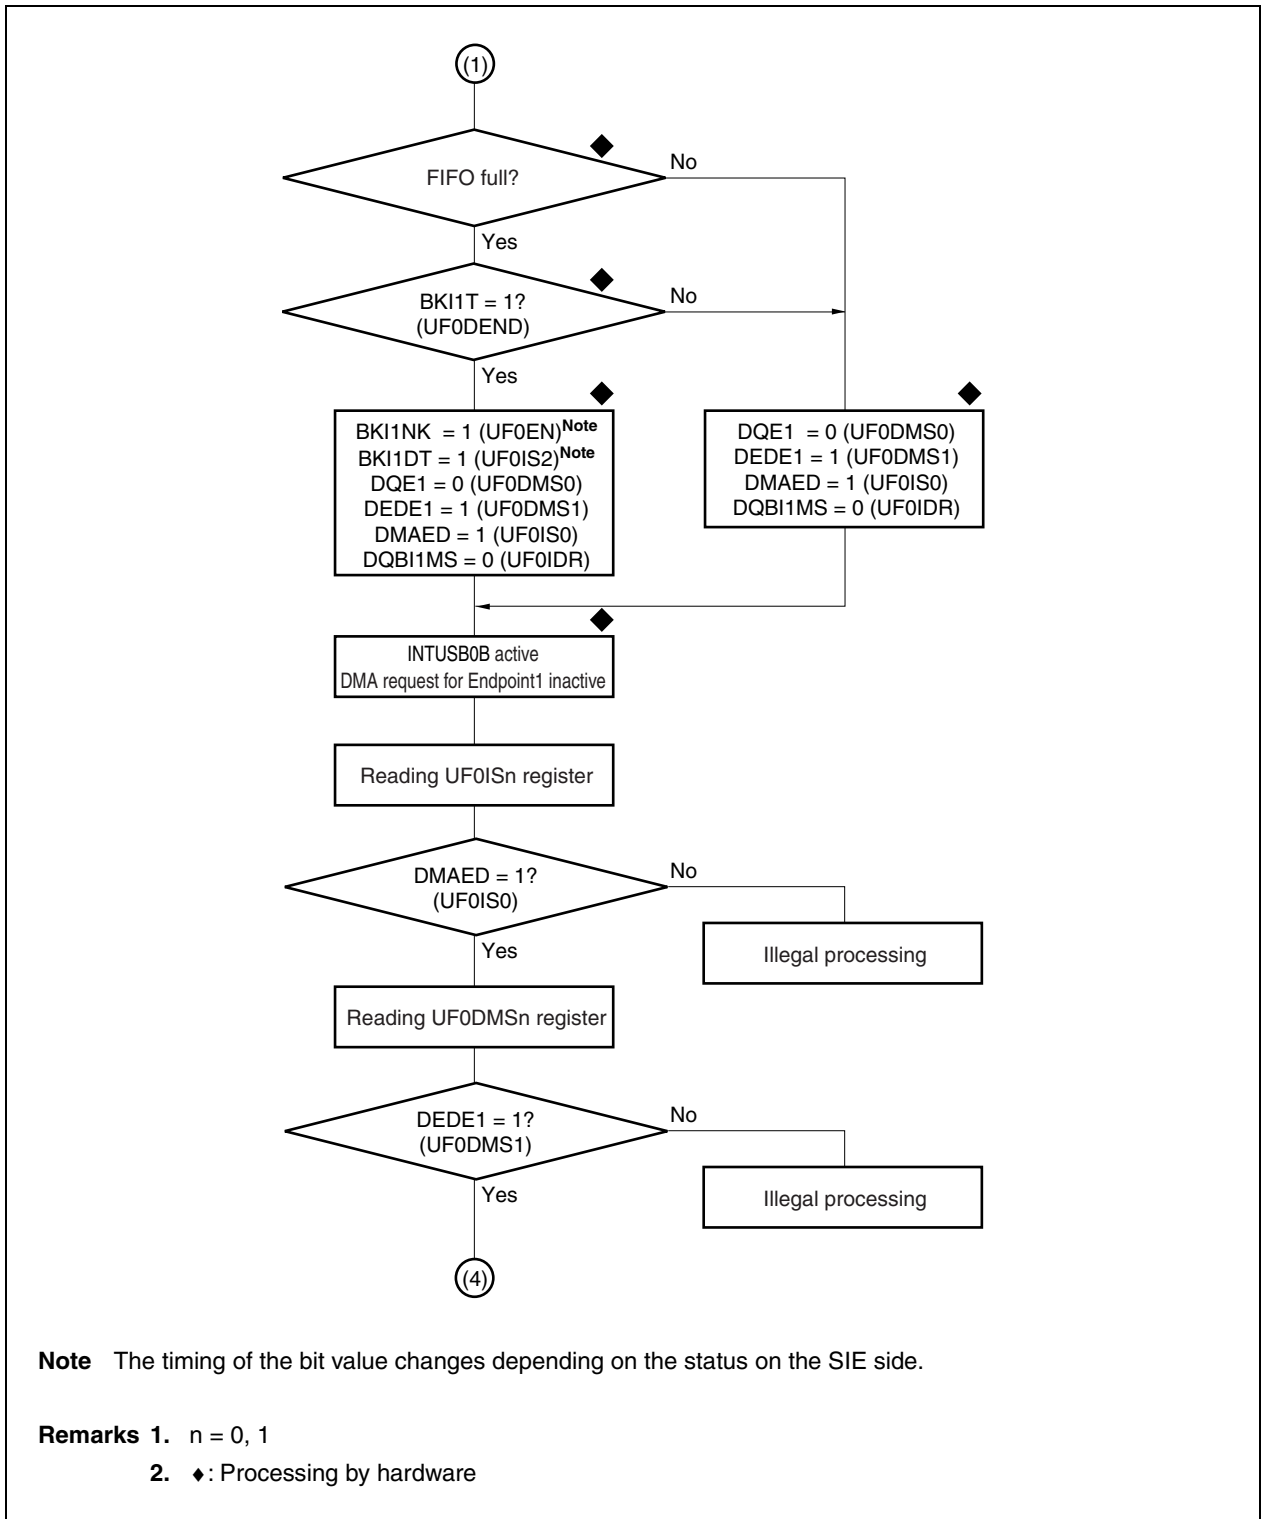 (1)
FIFO full?
No
Yes
BKI1T = 1?
(UF0DEND)
No
Yes
BKI1NK = 1 (UF0EN)Note
BKI1DT = 1 (UF0IS2)Note
DQE1 = 0 (UF0DMS0)
DEDE1 = 1 (UF0DMS1)
DMAED = 1 (UF0IS0)
DQBI1MS = 0 (UF0IDR)
DQE1 = 0 (UF0DMS0)
DEDE1 = 1 (UF0DMS1)
DMAED = 1 (UF0IS0)
DQBI1MS = 0 (UF0IDR)
INTUSB0B active
DMA request for Endpoint1 inactive
Reading UF0ISn register
DMAED = 1?
(UF0IS0)
No
Illegal processing
Yes
Reading UF0DMSn register
DEDE1 = 1?
(UF0DMS1)
No
Illegal processing
Yes
(4)
Note The timing of the bit value changes depending on the status on the SIE side.
Remarks 1. n = 0, 1
2. ♦: Processing by hardware